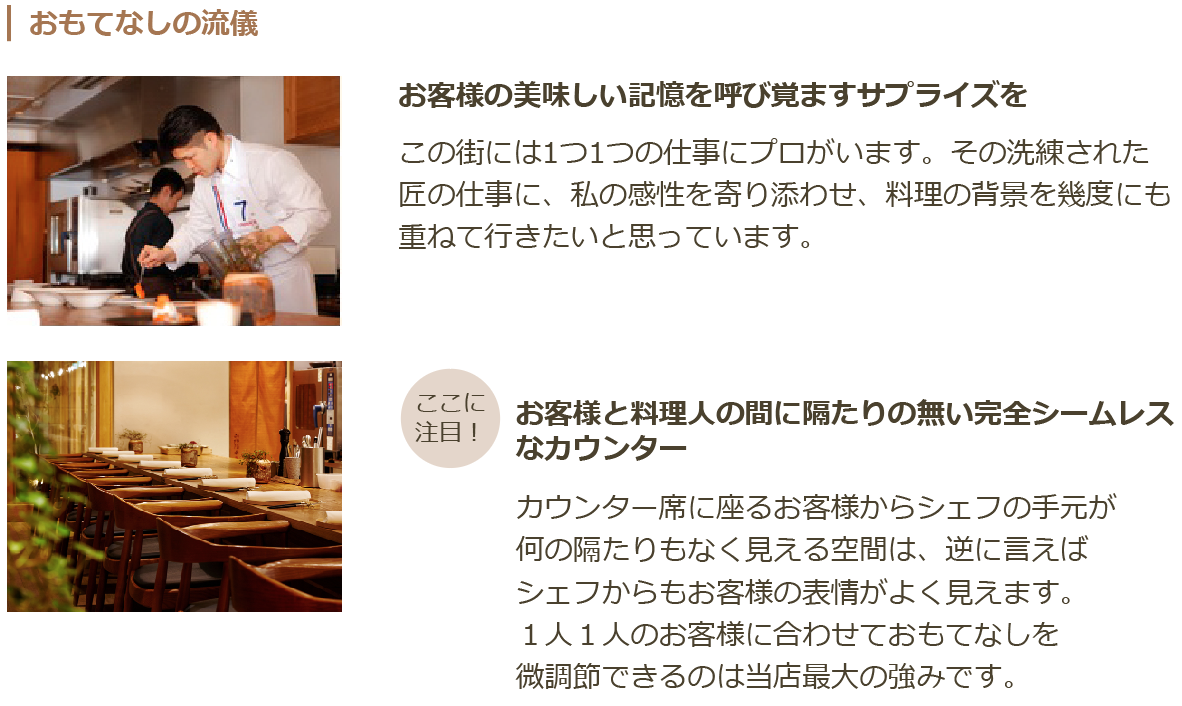 おもてなしの流儀
お客様の美味しい記憶を呼び覚ますサプライズを
この街には1つ1つの仕事にプロがいます。その洗練された
匠の仕事に、私の感性を寄り添わせ、料理の背景を幾度にも
重ねて行きたいと思っています。
7
ここに
注目！
お客様と料理人の間に隔たりの無い完全シームレス
なカウンター
カウンター席に座るお客様からシェフの手元が
何の隔たりもなく見える空間は、逆に言えば
シェフからもお客様の表情がよく見えます。
１人１人のお客様に合わせておもてなしを
微調節できるのは当店最大の強みです。